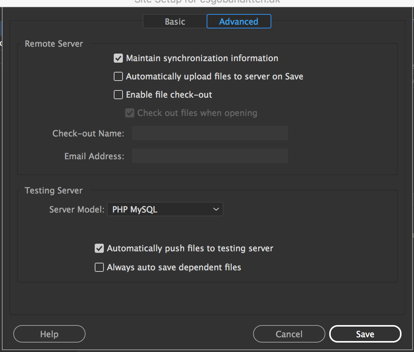 Site Setup for esgobanditten.dk
Basic Advanced
Remote Server
Maintain synchronization information
Automatically upload files to server on Save
Enable file check-out
Check out files when opening
Check-out Name:
Email Address:
Testing Server
Server Model: PHP MySQL
Automatically push files to testing server
Always auto save dependent files
Help Cancel Save